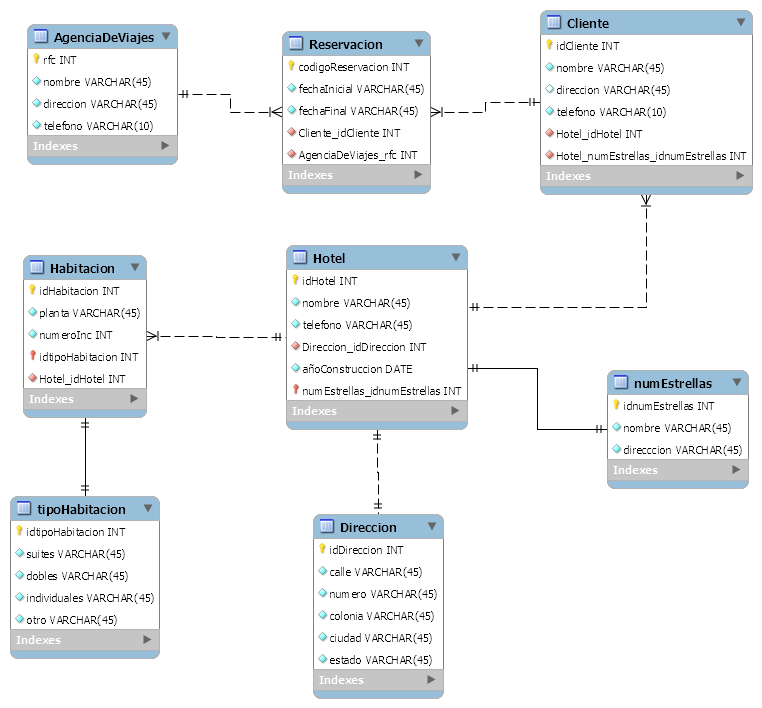 AgenciaDeViajes
rfc INT
nombre VARCHAR(45)
direccion VARCHAR(45)
telefono VARCHAR(10)
Indexes
Reservacion
codigoReservacion INT
fechaInicial VARCHAR(45)
fechaFinal VARCHAR(45)
Cliente_idCliente INT
AgenciaDeViajes_rfc INT
Indexes
Cliente
idCliente INT
nombre VARCHAR(45)
direccion VARCHAR(45)
telefono VARCHAR(10)
Hotel_idHotel INT
Hotel_numEstrellas_idnumEstrellas INT
Indexes
Habitacion
idHabitacion INT
planta VARCHAR(45)
numeroInc INT
idtipoHabitacion INT
Hotel_idHotel INT
Indexes
Hotel
idHotel INT
nombre VARCHAR(45)
telefono VARCHAR(45)
Direccion_idDireccion INT
añoConstruccion DATE
numEstrellas_idnumEstrellas INT
Indexes
numEstrellas
idnumEstrellas INT
nombre VARCHAR(45)
direcccion VARCHAR(45)
Indexes
tipoHabitacion
idtipoHabitacion INT
suites VARCHAR(45)
dobles VARCHAR(45)
individuales VARCHAR(45)
otro VARCHAR(45)
Indexes
Direccion
idDireccion INT
calle VARCHAR(45)
numero VARCHAR(45)
colonia VARCHAR(45)
ciudad VARCHAR(45)
estado VARCHAR(45)
Indexes